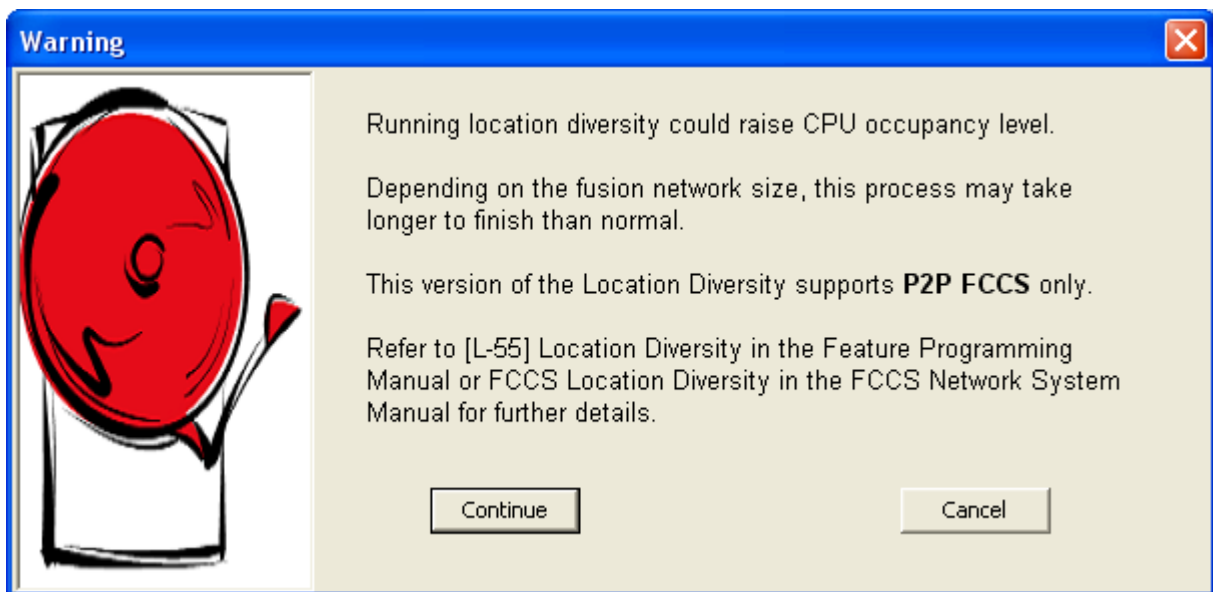 Warning
Running location diversity could raise CPU occupancy level.
Depending on the fusion network size, this process may take
longer to finish than normal.
This version of the Location Diversity supports P2P FCCS only.
Refer to [L-55] Location Diversity in the Feature Programming
Manual or FCCS Location Diversity in the FCCS Network System
Manual for further details.
Continue
Cancel